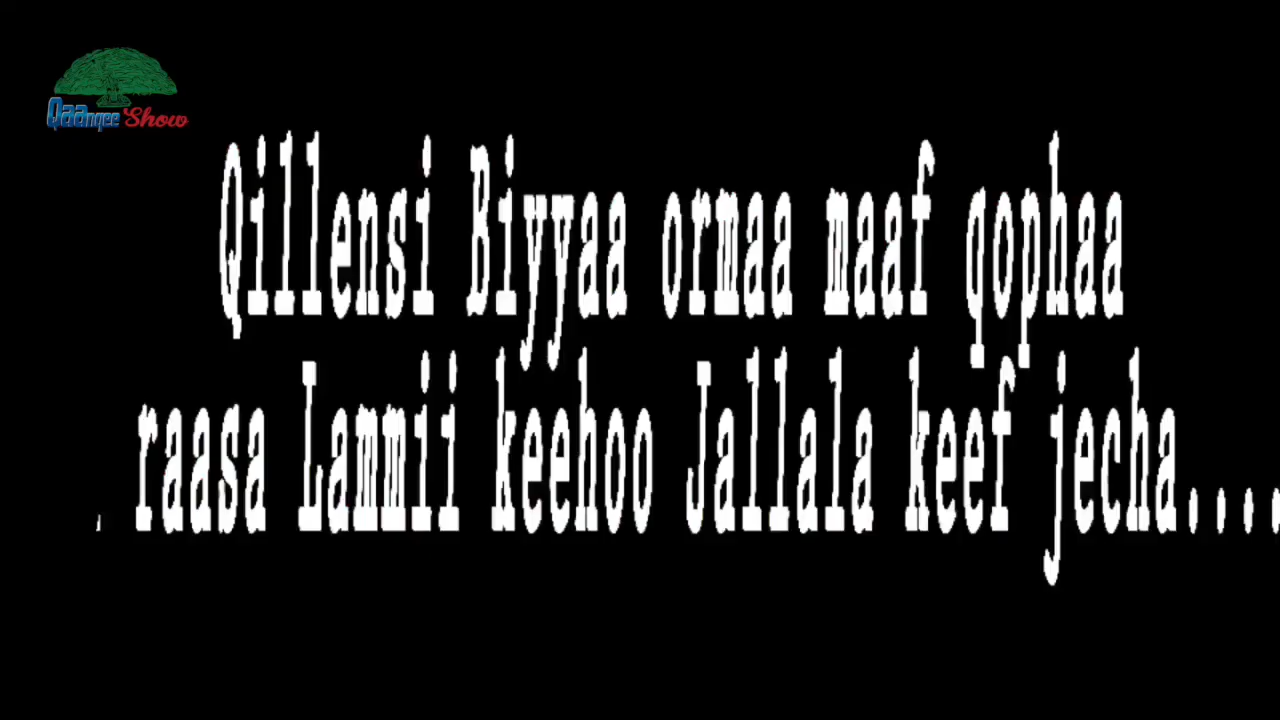 Qaanqee Show
Qillensi Biyyaa ormaa maaf qophaa
raasa Lammii keehoo Jallala keef jecha....